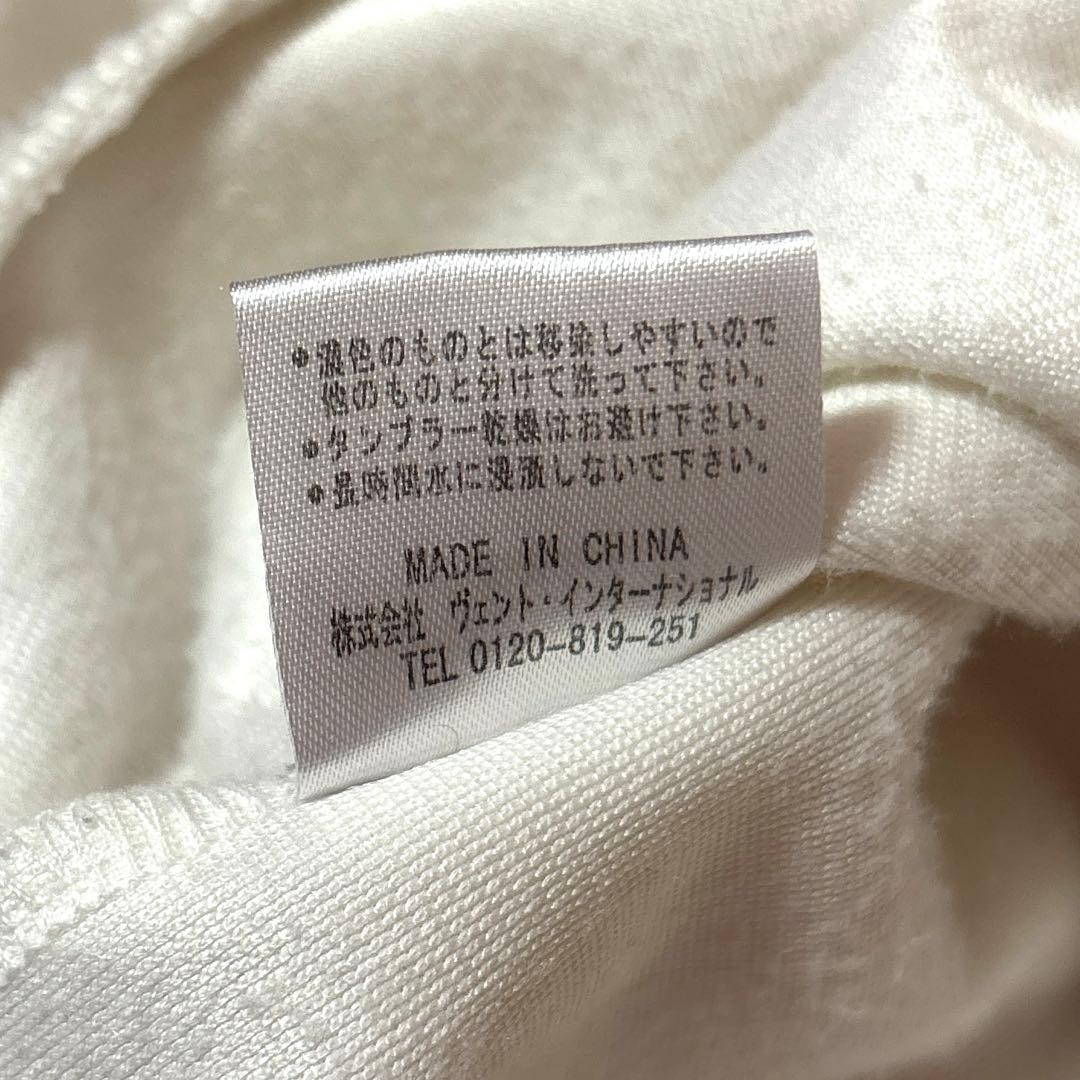 ●濃色のものとは移染しやすいので
他のものと分けて洗って下さい。
●タンブラー乾燥はお避け下さい。
●長時間水に浸漬しないで下さい。
MADE IN CHINA
株式会社 ヴェント・インターナショナル
TEL 0120-819-251